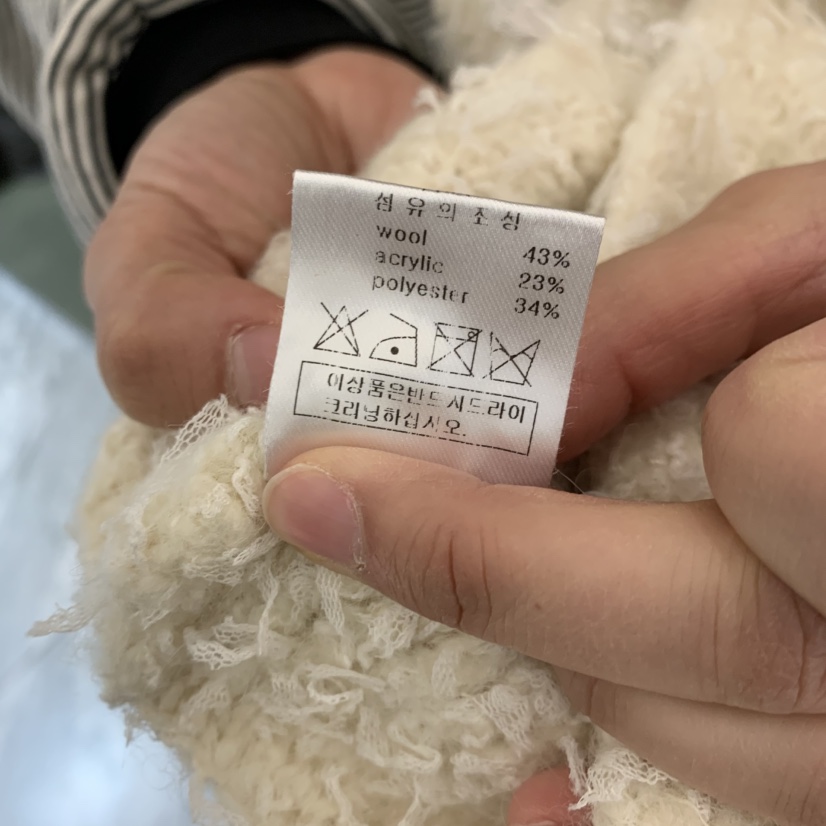 섬유의조성
wool 43%
acrylic 23%
polyester 34%
이상품은반드시드라이
크리닝하십시오.